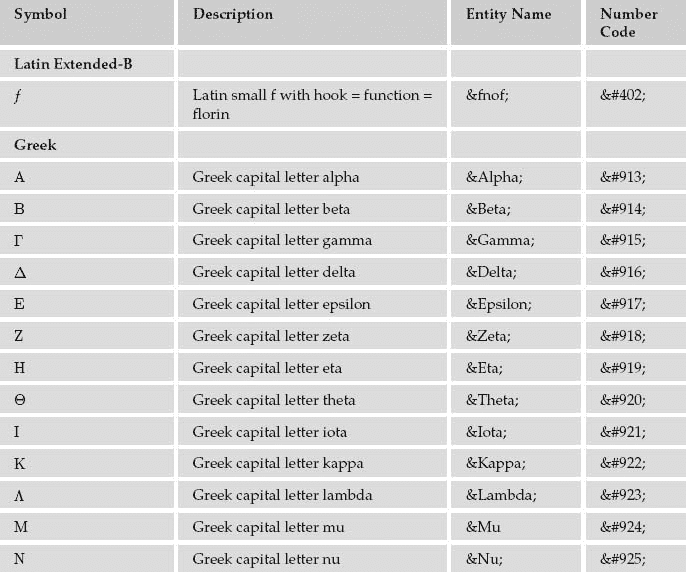 Symbol Description Entity Name Number Code
Latin Extended-B
ƒ Latin small f with hook = function = florin &fnof; &#402;
Greek
Α Greek capital letter alpha &Alpha; &#913;
Β Greek capital letter beta &Beta; &#914;
Γ Greek capital letter gamma &Gamma; &#915;
Δ Greek capital letter delta &Delta; &#916;
Ε Greek capital letter epsilon &Epsilon; &#917;
Ζ Greek capital letter zeta &Zeta; &#918;
Η Greek capital letter eta &Eta; &#919;
Θ Greek capital letter theta &Theta; &#920;
Ι Greek capital letter iota &Iota; &#921;
Κ Greek capital letter kappa &Kappa; &#922;
Λ Greek capital letter lambda &Lambda; &#923;
Μ Greek capital letter mu &Mu &#924;
Ν Greek capital letter nu &Nu; &#925;